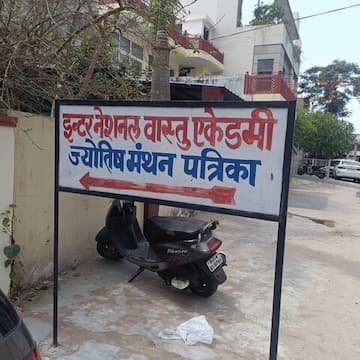 इन्टरनेशनल वास्तु एकेडमी
ज्योतिष मंथन पत्रिका